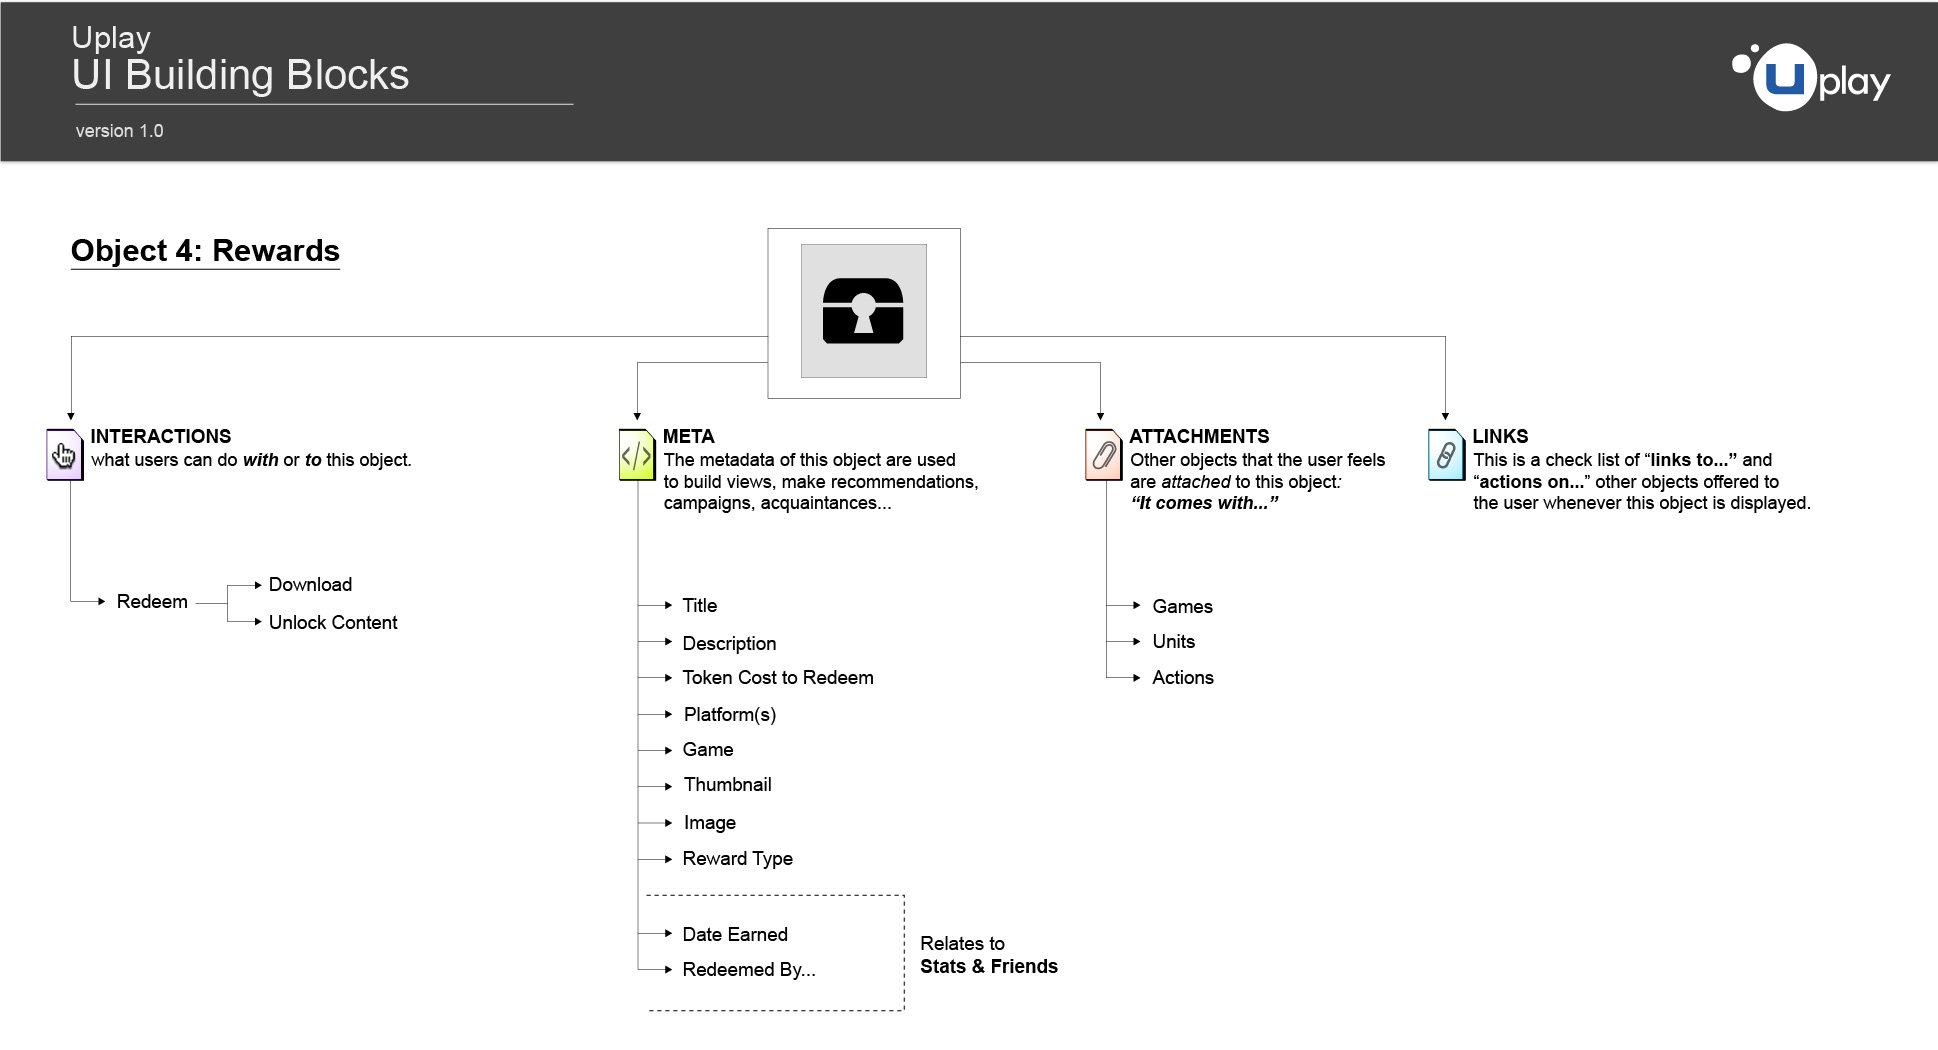 Uplay
UI Building Blocks
version 1.0
Uplay
Object 4: Rewards
INTERACTIONS
what users can do with or to this object.
Redeem
Download
Unlock Content
META
The metadata of this object are used
to build views, make recommendations,
campaigns, acquaintances...
Title
Description
Token Cost to Redeem
Platform(s)
Game
Thumbnail
Image
Reward Type
Date Earned
Redeemed By...
Relates to
Stats & Friends
ATTACHMENTS
Other objects that the user feels
are attached to this object:
“It comes with...”
Games
Units
Actions
LINKS
This is a check list of “links to...” and
“actions on...” other objects offered to
the user whenever this object is displayed.